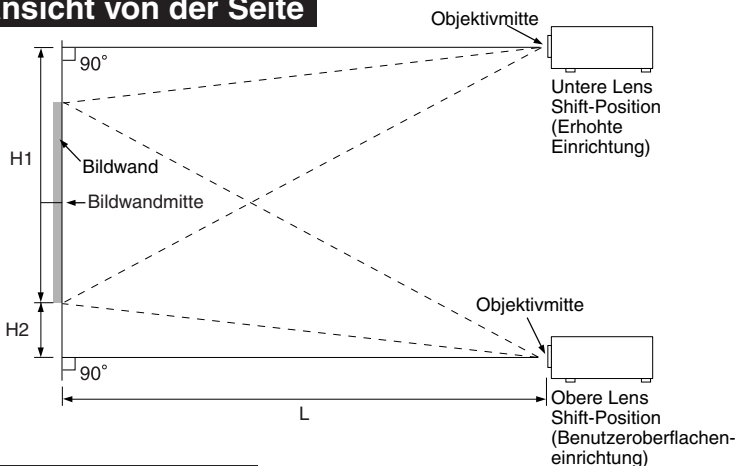 Ansicht von der Seite
Objektivmitte
90°
Untere Lens
Shift-Position
(Erhohte
Einrichtung)
H1
Bildwand
Bildwandmitte
H2
Objektivmitte
90°
L
Obere Lens
Shift-Position
(Benutzeroberflachen-
einrichtung)